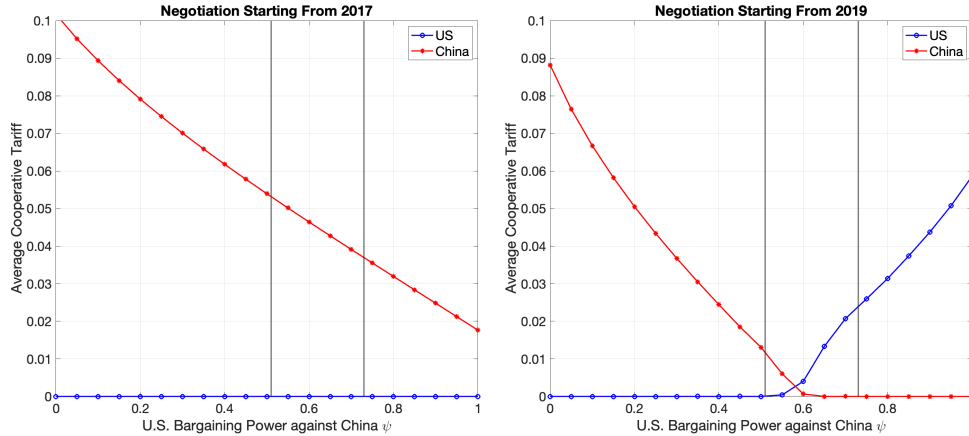 Negotiation Starting From 2017
Average Cooperative Tariff
0.1
0.09
0.08
0.07
0.06
0.05
0.04
0.03
0.02
0.01
0
US
China
0 0.2 0.4 0.6 0.8 1
U.S. Bargaining Power against China ψ
Negotiation Starting From 2019
Average Cooperative Tariff
0.1
0.09
0.08
0.07
0.06
0.05
0.04
0.03
0.02
0.01
0
US
China
0 0.2 0.4 0.6 0.8
U.S. Bargaining Power against China ψ